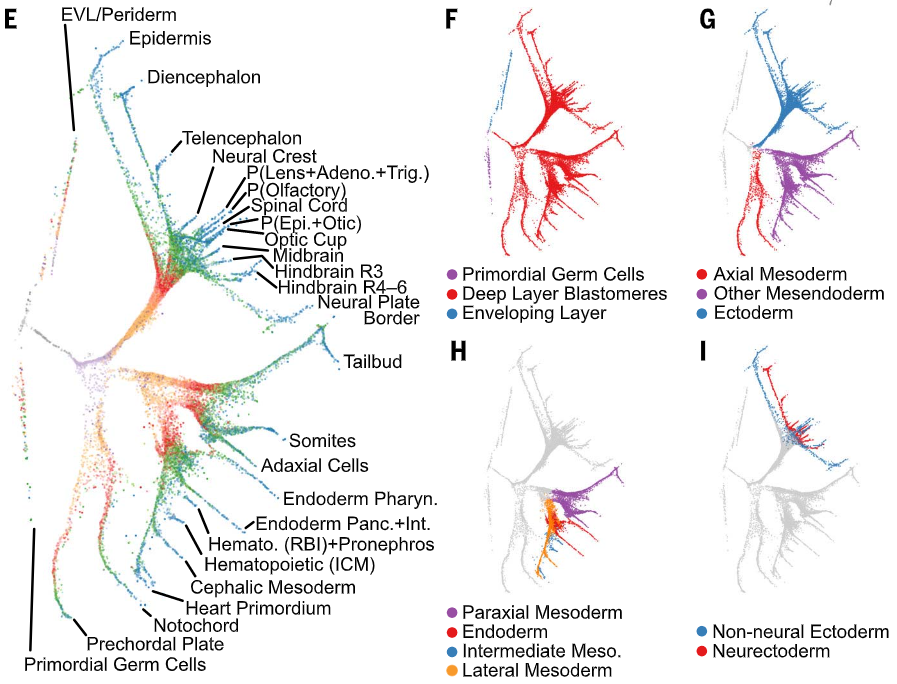 E
EVL/Periderm
Epidermis
Diencephalon
Telencephalon
Neural Crest
P(Lens+Adeno.+Trig.)
P(Olfactory)
Spinal Cord
P(Epi.+Otic)
Optic Cup
Midbrain
Hindbrain R3
Hindbrain R4–6
Neural Plate
Border
Tailbud
Somites
Adaxial Cells
Endoderm Pharyn.
Endoderm Panc.+Int.
Hemato. (RBI)+Pronephros
Hematopoietic (ICM)
Cephalic Mesoderm
Heart Primordium
Notochord
Prechordal Plate
Primordial Germ Cells
F
Primordial Germ Cells
Deep Layer Blastomeres
Enveloping Layer
G
Axial Mesoderm
Other Mesendoderm
Ectoderm
H
Paraxial Mesoderm
Endoderm
Intermediate Meso.
Lateral Mesoderm
I
Non-neural Ectoderm
Neurectoderm